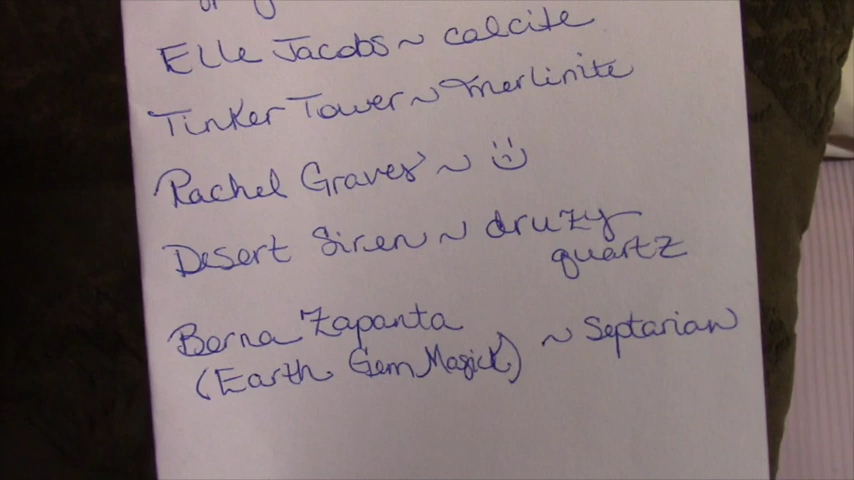 Elle Jacobs ~ calcite
Tinker Tower ~ merlinite
Rachel Graves ~ :)
Desert Siren ~ druzy
quartz
Berna Zapanta
(Earth Gem Magick) ~ Septarian